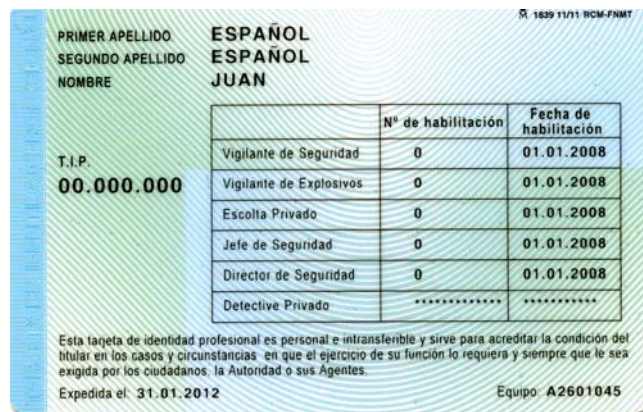 M 1839 11/11 RCM-FNMT
PRIMER APELLIDO ESPAÑOL
SEGUNDO APELLIDO ESPAÑOL
NOMBRE JUAN
Nº de habilitación Fecha de habilitación
T.I.P.
00.000.000
Vigilante de Seguridad 0 01.01.2008
Vigilante de Explosivos 0 01.01.2008
Escolta Privado 0 01.01.2008
Jefe de Seguridad 0 01.01.2008
Director de Seguridad 0 01.01.2008
Detective Privado ************* ***********
Esta tarjeta de identidad profesional es personal e intransferible y sirve para acreditar la condición del
titular en los casos y circunstancias en que el ejercicio de su función lo requiera y siempre que le sea
exigida por los ciudadanos, la Autoridad o sus Agentes.
Expedida el: 31.01.2012 Equipo: A2601045